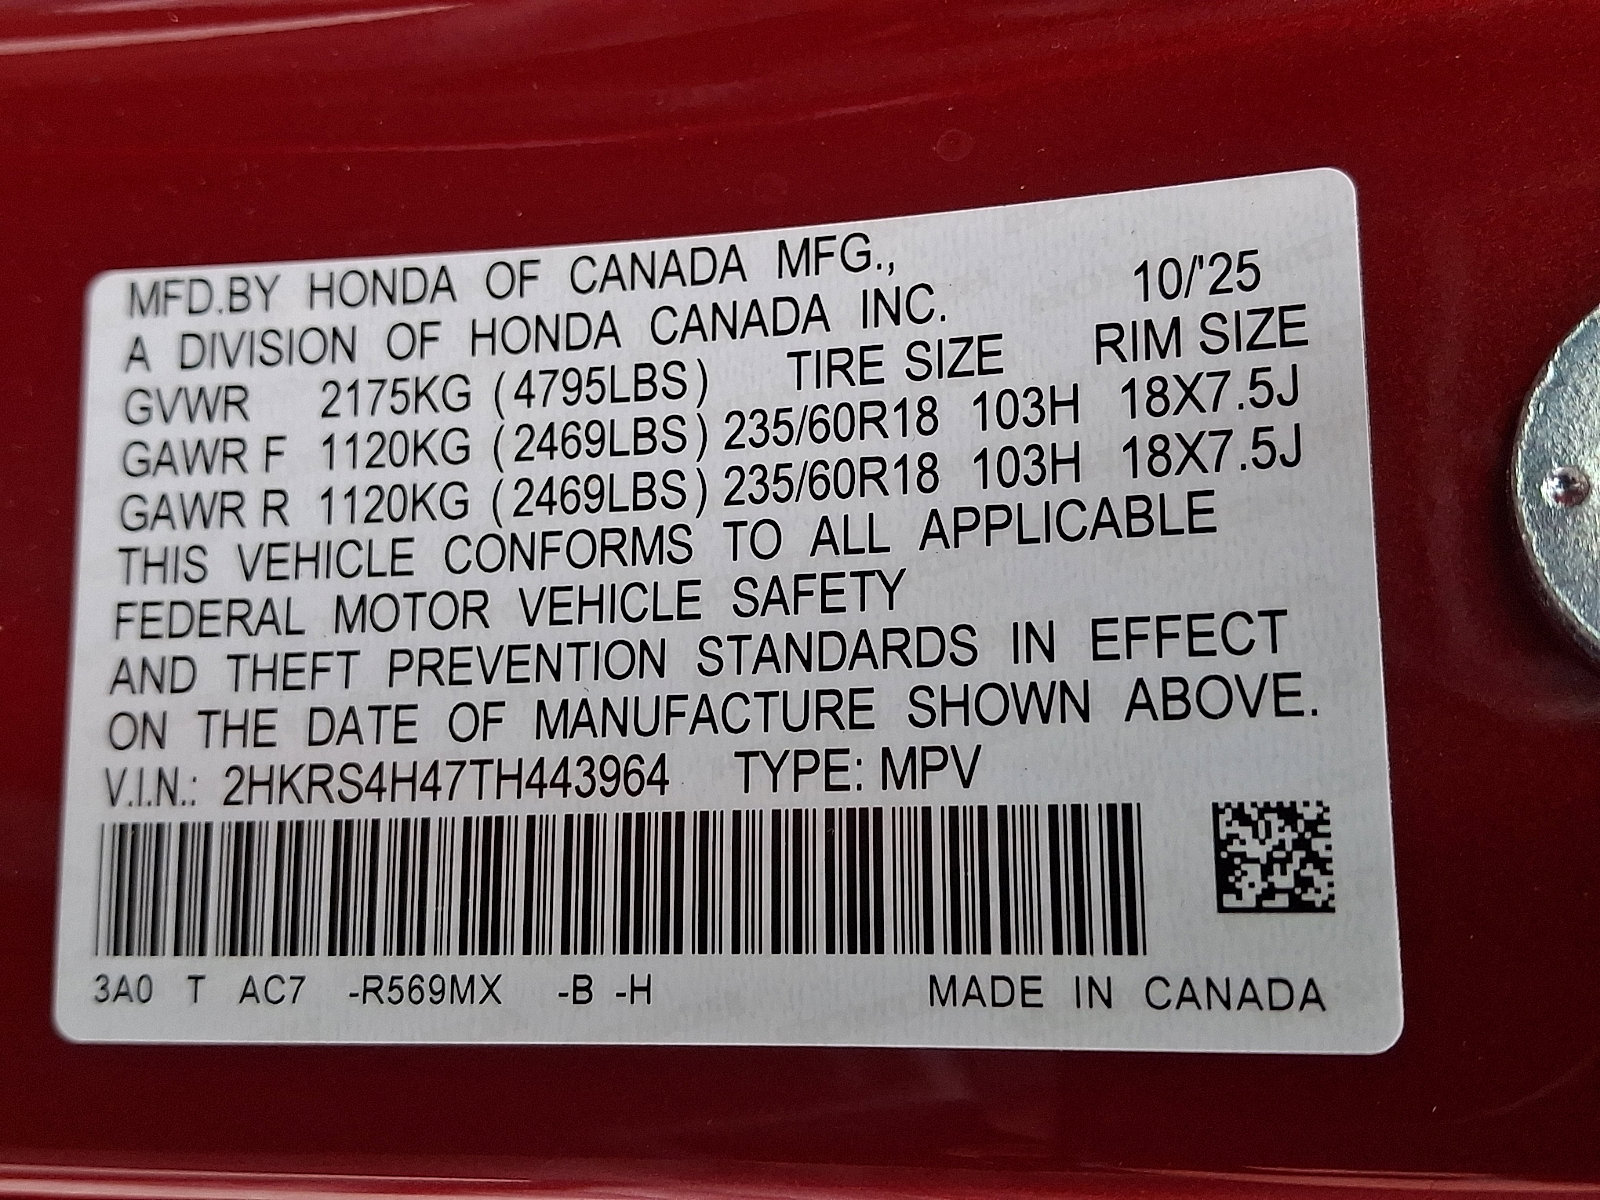 MFD.BY HONDA OF CANADA MFG.,
A DIVISION OF HONDA CANADA INC. 10/'25
GVWR 2175KG (4795LBS) TIRE SIZE RIM SIZE
GAWR F 1120KG (2469LBS) 235/60R18 103H 18X7.5J
GAWR R 1120KG (2469LBS) 235/60R18 103H 18X7.5J
THIS VEHICLE CONFORMS TO ALL APPLICABLE
FEDERAL MOTOR VEHICLE SAFETY
AND THEFT PREVENTION STANDARDS IN EFFECT
ON THE DATE OF MANUFACTURE SHOWN ABOVE.
V.I.N.: 2HKRS4H47TH443964 TYPE: MPV
3A0 T AC7 -R569MX -B -H MADE IN CANADA